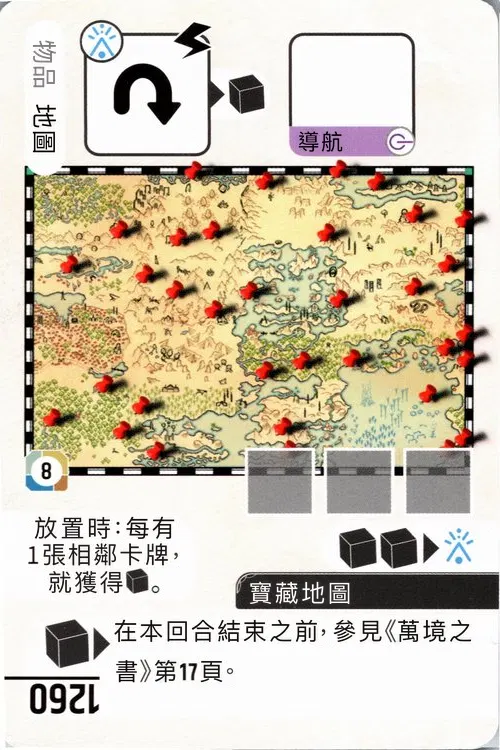 物品 地圖
導航
8
放置時：每有
1張相鄰卡牌，
就獲得。
寶藏地圖
在本回合結束之前，參見《萬境之
書》第17頁。
1260